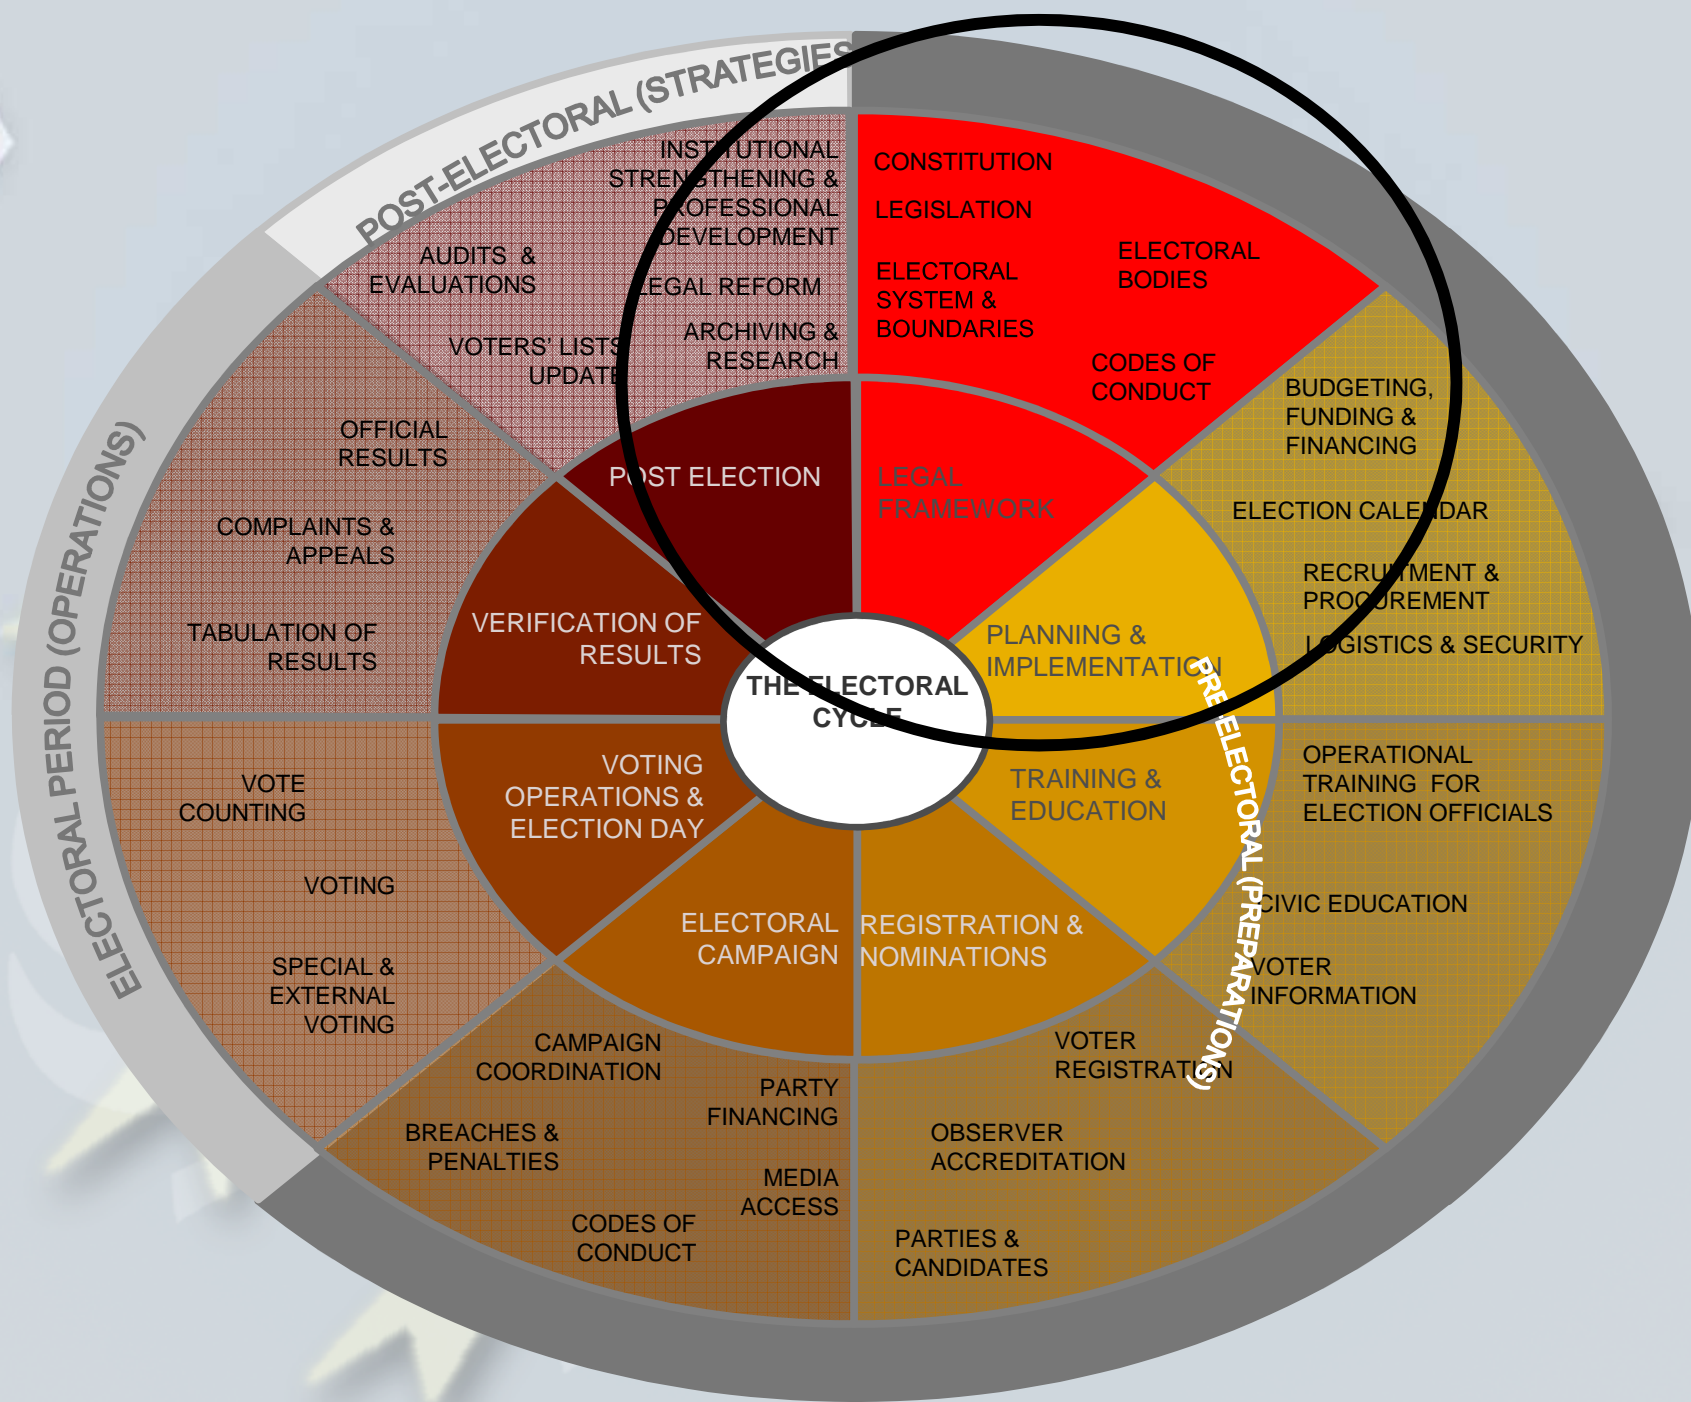 POST-ELECTORAL (STRATEGIES
INSTITUTIONAL
STRENGTHENING &
PROFESSIONAL
DEVELOPMENT
AUDITS &
EVALUATIONS
LEGAL REFORM
VOTERS' LISTS
UPDATE
ARCHIVING &
RESEARCH
CONSTITUTION
LEGISLATION
ELECTORAL
SYSTEM &
BOUNDARIES
ELECTORAL
BODIES
CODES OF
CONDUCT
BUDGETING,
FUNDING &
FINANCING
ELECTION CALENDAR
RECRUITMENT &
PROCUREMENT
LOGISTICS & SECURITY
OPERATIONAL
TRAINING FOR
ELECTION OFFICIALS
CIVIC EDUCATION
VOTER
INFORMATION
PRE-ELECTORAL (PREPARATIONS)
VOTER
REGISTRATION
OBSERVER
ACCREDITATION
PARTIES &
CANDIDATES
CAMPAIGN
COORDINATION
PARTY
FINANCING
BREACHES &
PENALTIES
MEDIA
ACCESS
CODES OF
CONDUCT
VOTE
COUNTING
VOTING
SPECIAL &
EXTERNAL
VOTING
OFFICIAL
RESULTS
COMPLAINTS &
APPEALS
TABULATION OF
RESULTS
ELECTORAL PERIOD (OPERATIONS)
POST ELECTION
LEGAL
FRAMEWORK
PLANNING &
IMPLEMENTATION
TRAINING &
EDUCATION
REGISTRATION &
NOMINATIONS
ELECTORAL
CAMPAIGN
VOTING
OPERATIONS &
ELECTION DAY
VERIFICATION OF
RESULTS
THE ELECTORAL
CYCLE